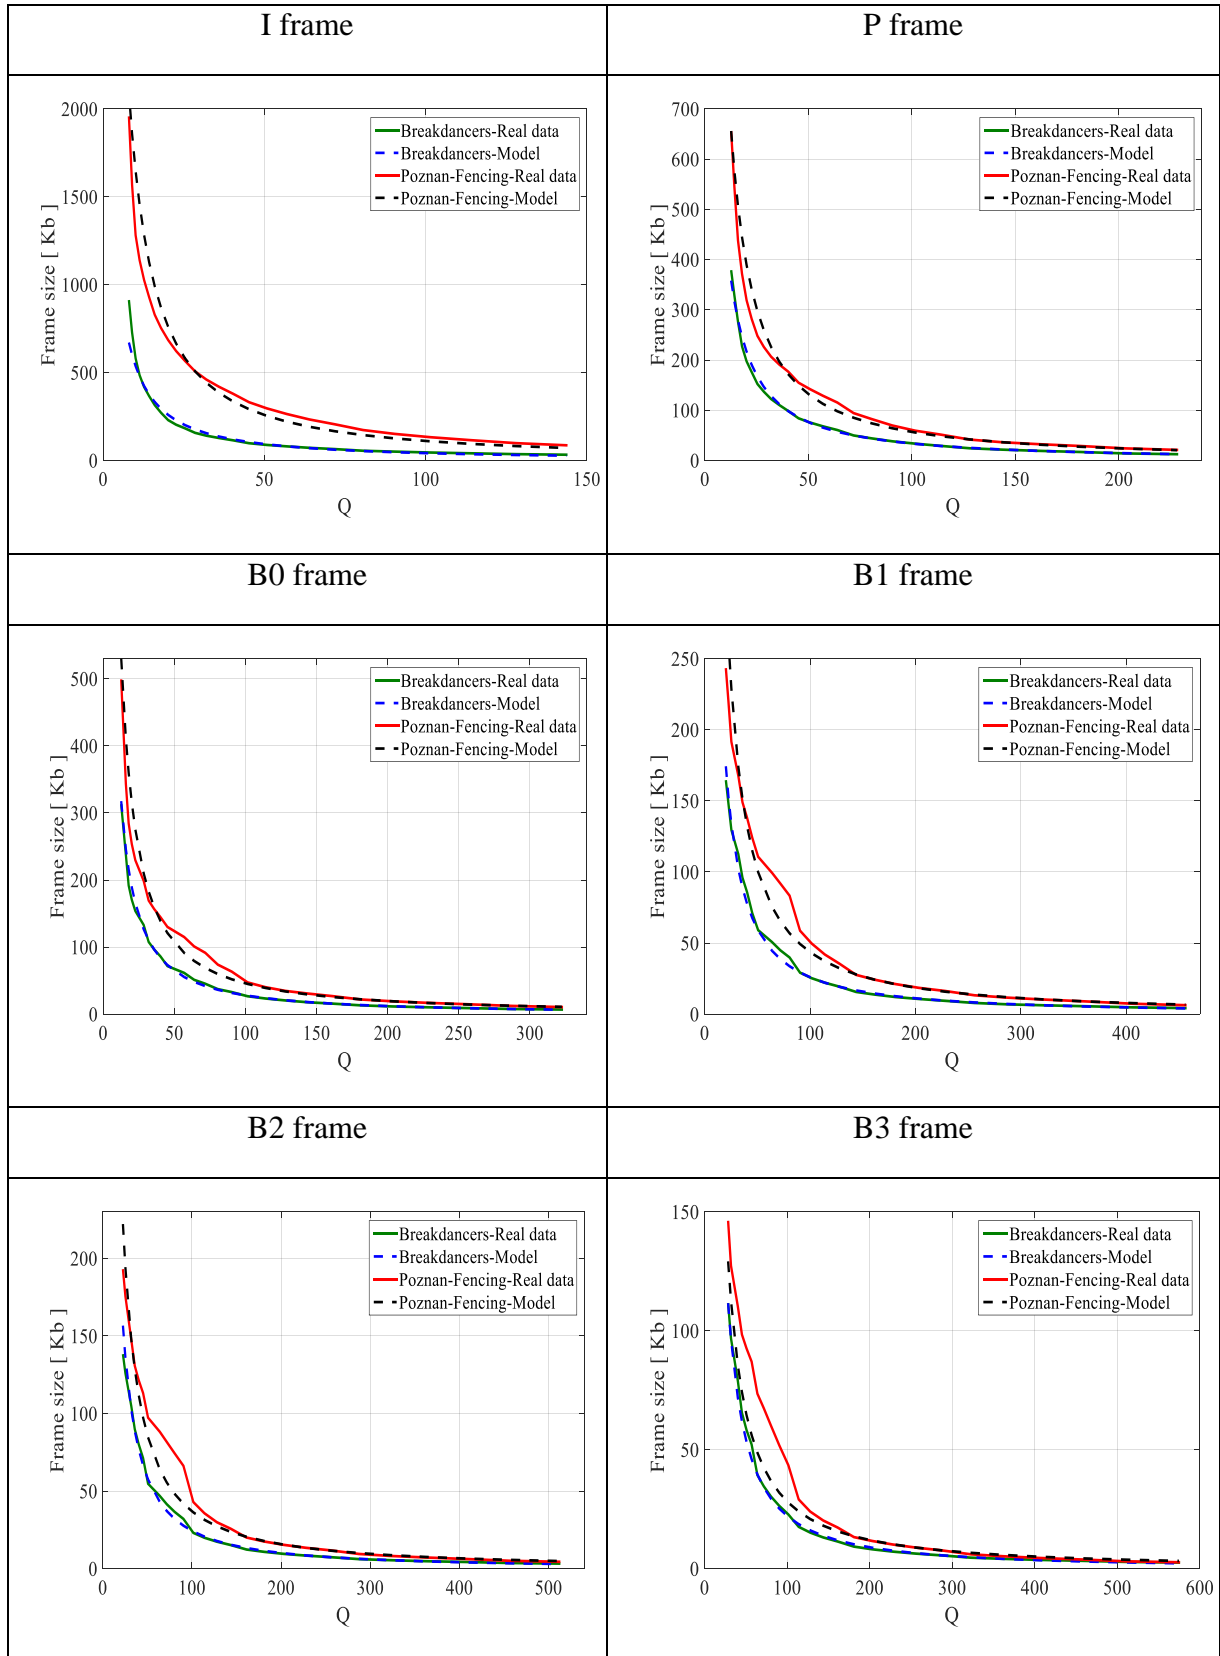 I frame
P frame
2000
1500
1000
500
0
0
50
100
150
Frame size [ Kb ]
Q
Breakdancers-Real data
Breakdancers-Model
Poznan-Fencing-Real data
Poznan-Fencing-Model
700
600
500
400
300
200
100
0
0
50
100
150
200
Frame size [ Kb ]
Q
Breakdancers-Real data
Breakdancers-Model
Poznan-Fencing-Real data
Poznan-Fencing-Model
B0 frame
B1 frame
500
400
300
200
100
0
0
50
100
150
200
250
300
Frame size [ Kb ]
Q
Breakdancers-Real data
Breakdancers-Model
Poznan-Fencing-Real data
Poznan-Fencing-Model
250
200
150
100
50
0
0
100
200
300
400
Frame size [ Kb ]
Q
Breakdancers-Real data
Breakdancers-Model
Poznan-Fencing-Real data
Poznan-Fencing-Model
B2 frame
B3 frame
200
150
100
50
0
0
100
200
300
400
500
Frame size [ Kb ]
Q
Breakdancers-Real data
Breakdancers-Model
Poznan-Fencing-Real data
Poznan-Fencing-Model
150
100
50
0
0
100
200
300
400
500
600
Frame size [ Kb ]
Q
Breakdancers-Real data
Breakdancers-Model
Poznan-Fencing-Real data
Poznan-Fencing-Model